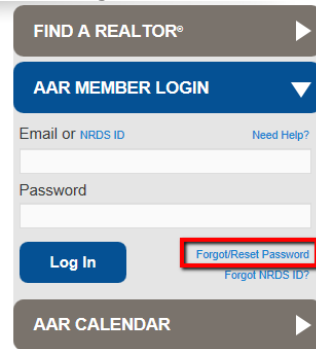 FIND A REALTOR®
AAR MEMBER LOGIN
Email or NRDS ID Need Help?
Password
Log In
Forgot/Reset Password
Forgot NRDS ID?
AAR CALENDAR